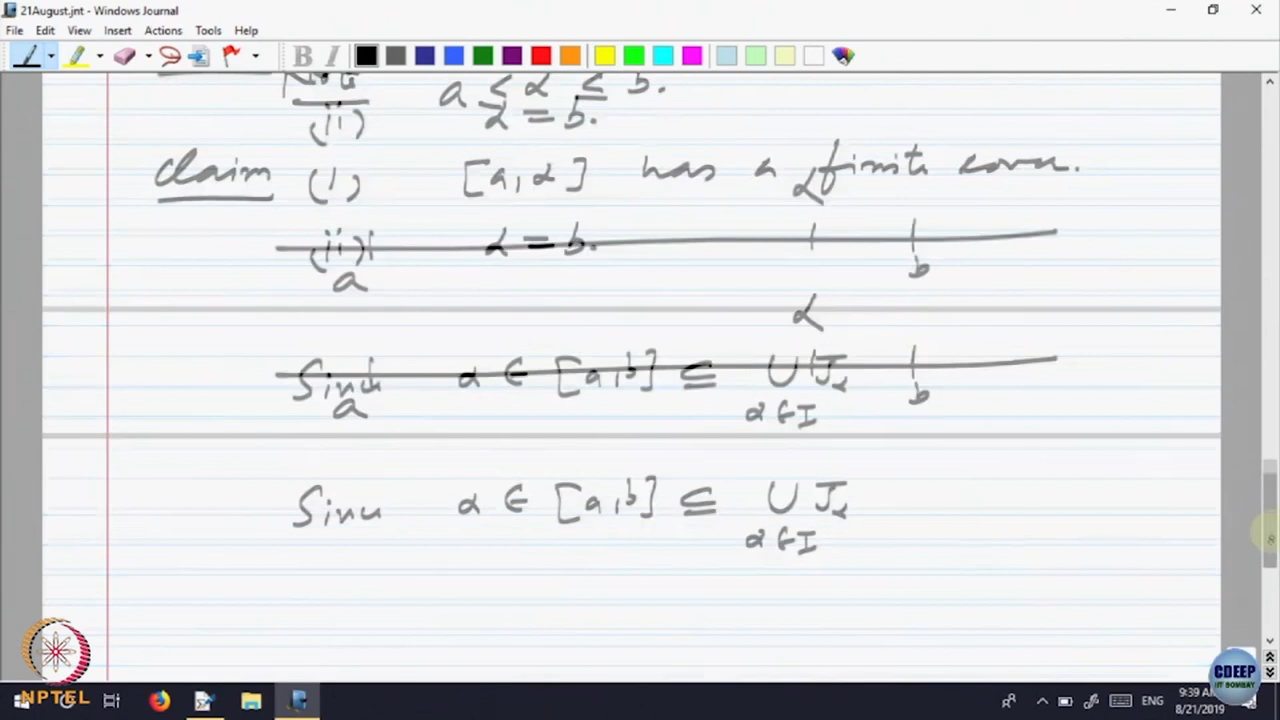 21August.jnt - Windows Journal
File Edit View Insert Actions Tools Help
Note a ≤ α ≤ b.
(ii) α = b.
Claim (i) [a, α] has a finite cover.
α
(ii) α = b.
a b
α
Since α ∈ [a, b] ⊆ ∪ J_α
a α ∈ I b
Since α ∈ [a, b] ⊆ ∪ J_α
α ∈ I
NPTEL
CDEEP
IIT BOMBAY
ENG
9:39 AM
8/21/2019